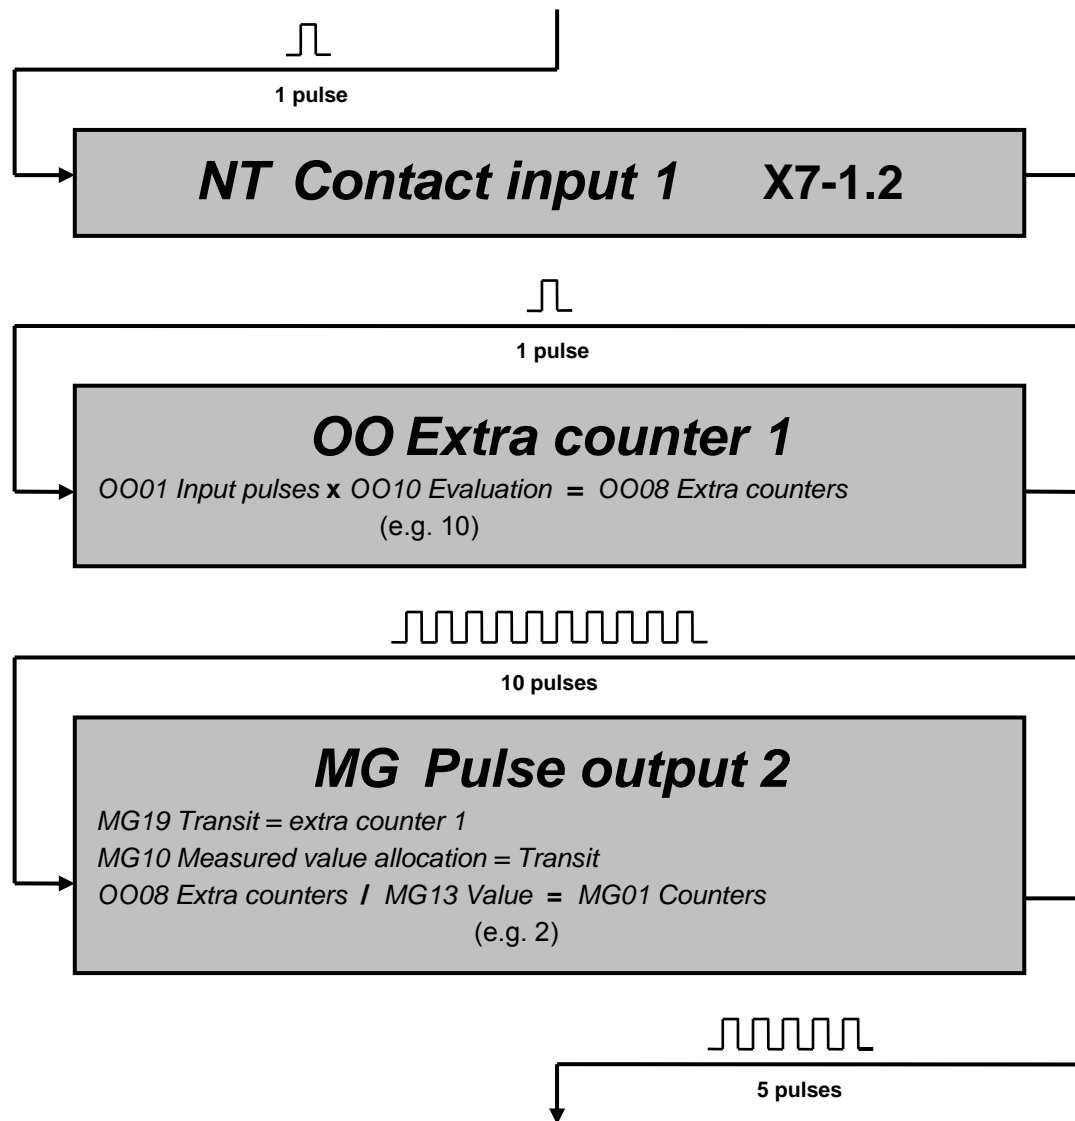 1 pulse
NT Contact input 1 X7-1.2
1 pulse
OO Extra counter 1
OO01 Input pulses x OO10 Evaluation = OO08 Extra counters
(e.g. 10)
10 pulses
MG Pulse output 2
MG19 Transit = extra counter 1
MG10 Measured value allocation = Transit
OO08 Extra counters / MG13 Value = MG01 Counters
(e.g. 2)
5 pulses